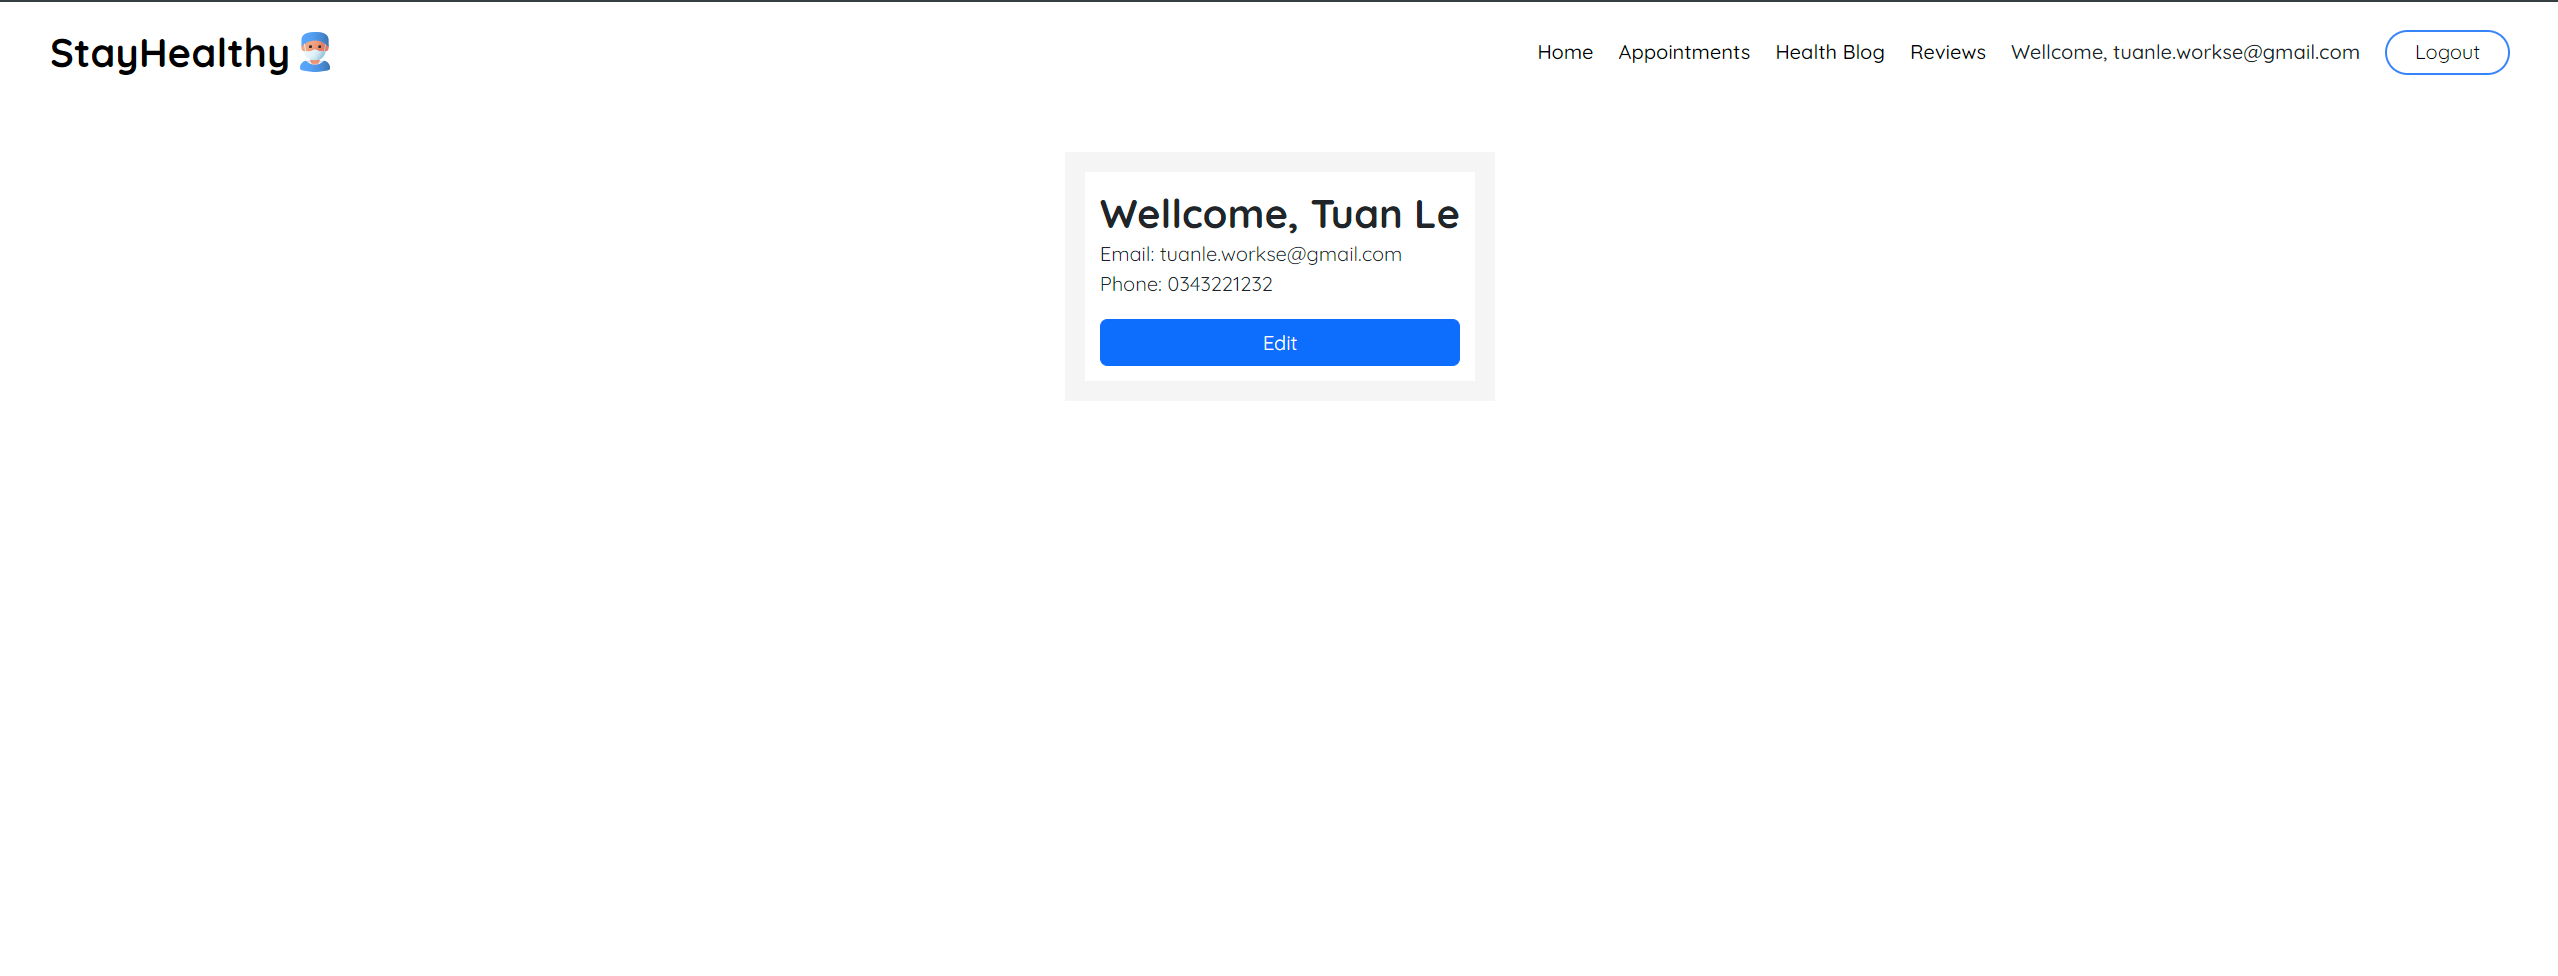 StayHealthy
Home Appointments Health Blog Reviews Wellcome, tuanle.workse@gmail.com Logout
Wellcome, Tuan Le
Email: tuanle.workse@gmail.com
Phone: 0343221232
Edit